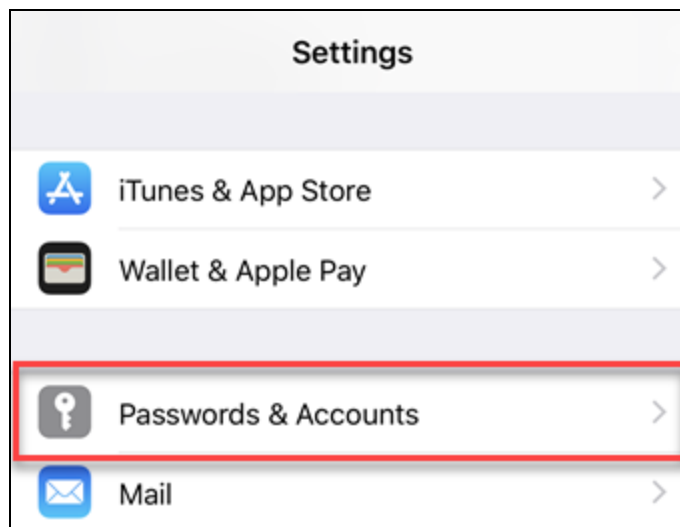 Settings
iTunes & App Store
Wallet & Apple Pay
Passwords & Accounts
Mail